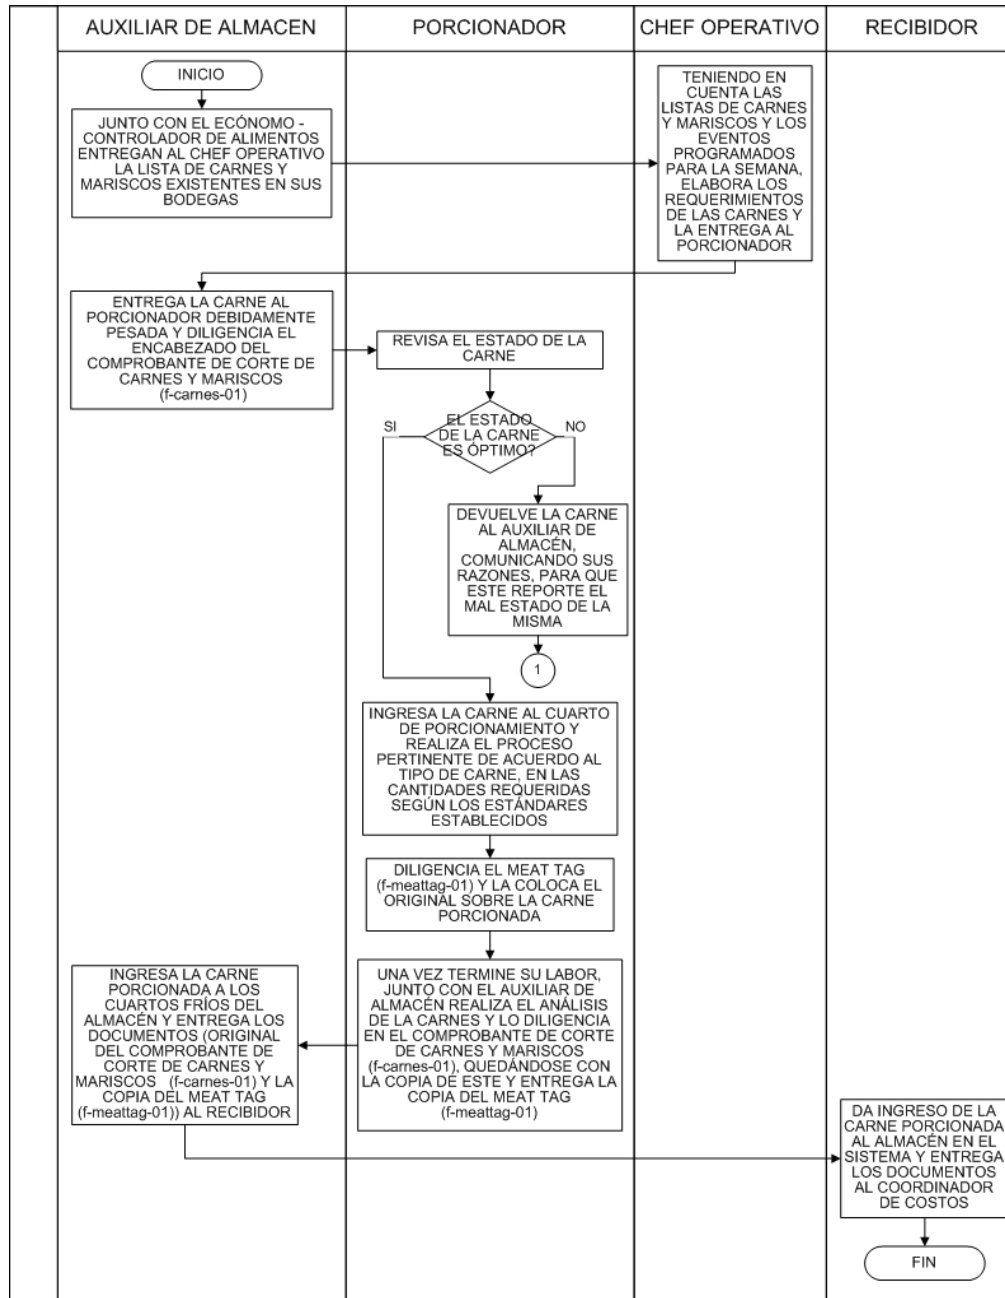 AUXILIAR DE ALMACEN
PORCIONADOR
CHEF OPERATIVO
RECIBIDOR
INICIO
JUNTO CON EL ECÓNOMO -
CONTROLADOR DE ALIMENTOS
ENTREGAN AL CHEF OPERATIVO
LA LISTA DE CARNES Y
MARISCOS EXISTENTES EN SUS
BODEGAS
TENIENDO EN
CUENTA LAS
LISTAS DE CARNES
Y MARISCOS Y LOS
EVENTOS
PROGRAMADOS
PARA LA SEMANA,
ELABORA LOS
REQUERIMIENTOS
DE LAS CARNES Y
LA ENTREGA AL
PORCIONADOR
ENTREGA LA CARNE AL
PORCIONADOR DEBIDAMENTE
PESADA Y DILIGENCIA EL
ENCABEZADO DEL
COMPROBANTE DE CORTE DE
CARNES Y MARISCOS
(f-carnes-01)
REVISA EL ESTADO DE LA
CARNE
EL ESTADO
DE LA CARNE
ES ÓPTIMO?
SI
NO
DEVUELVE LA CARNE
AL AUXILIAR DE
ALMACÉN,
COMUNICANDO SUS
RAZONES, PARA QUE
ESTE REPORTE EL
MAL ESTADO DE LA
MISMA
1
INGRESA LA CARNE AL CUARTO
DE PORCIONAMIENTO Y
REALIZA EL PROCESO
PERTINENTE DE ACUERDO AL
TIPO DE CARNE, EN LAS
CANTIDADES REQUERIDAS
SEGÚN LOS ESTÁNDARES
ESTABLECIDOS
DILIGENCIA EL MEAT TAG
(f-meattag-01) Y LA COLOCA EL
ORIGINAL SOBRE LA CARNE
PORCIONADA
UNA VEZ TERMINE SU LABOR,
JUNTO CON EL AUXILIAR DE
ALMACÉN REALIZA EL ANÁLISIS
DE LA CARNES Y LO DILIGENCIA
EN EL COMPROBANTE DE CORTE
DE CARNES Y MARISCOS
(f-carnes-01), QUEDÁNDOSE CON
LA COPIA DE ESTE Y ENTREGA LA
COPIA DEL MEAT TAG
(f-meattag-01)
INGRESA LA CARNE
PORCIONADA A LOS
CUARTOS FRÍOS DEL
ALMACÉN Y ENTREGA LOS
DOCUMENTOS (ORIGINAL
DEL COMPROBANTE DE
CORTE DE CARNES Y
MARISCOS (f-carnes-01) Y LA
COPIA DEL MEAT TAG
(f-meattag-01)) AL RECIBIDOR
DA INGRESO DE LA
CARNE PORCIONADA
AL ALMACÉN EN EL
SISTEMA Y ENTREGA
LOS DOCUMENTOS
AL COORDINADOR
DE COSTOS
FIN